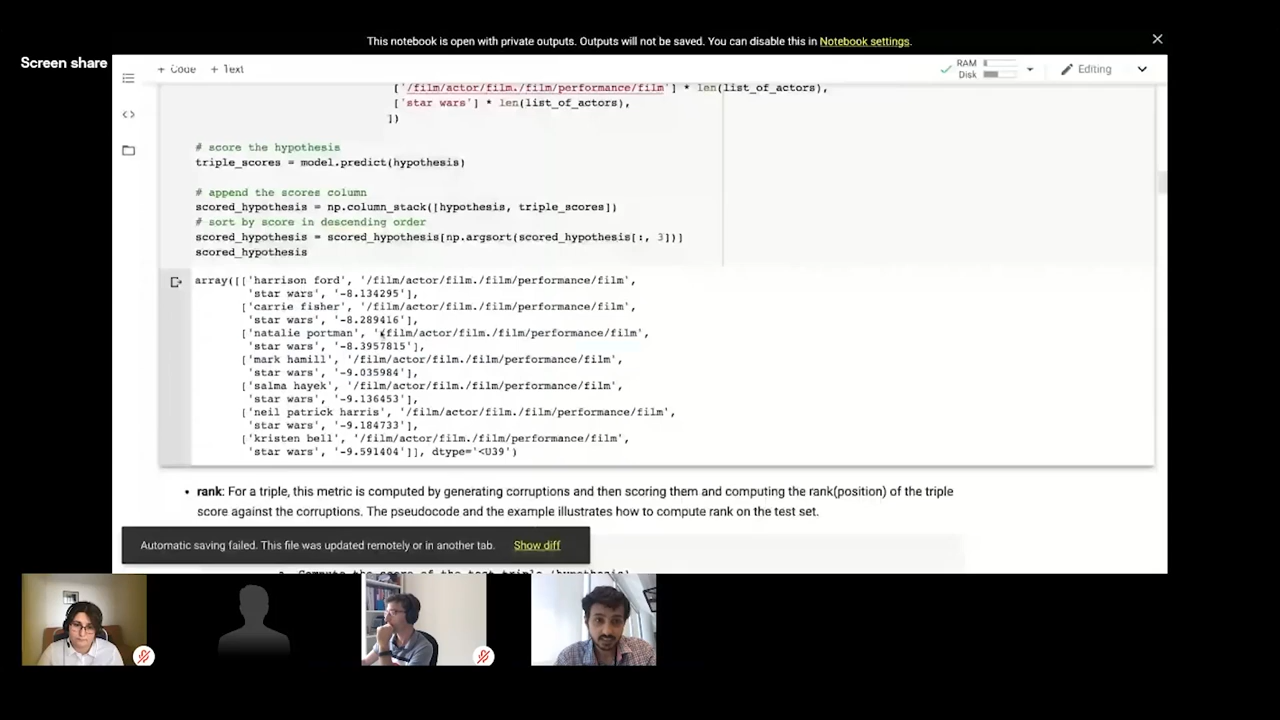 This notebook is open with private outputs. Outputs will not be saved. You can disable this in Notebook settings.
Screen share
+ Code + Text
RAM
Disk
Editing
['/film/actor/film./film/performance/film'] * len(list_of_actors),
['star wars'] * len(list_of_actors),
])
# score the hypothesis
triple_scores = model.predict(hypothesis)
# append the scores column
scored_hypothesis = np.column_stack([hypothesis, triple_scores])
# sort by score in descending order
scored_hypothesis = scored_hypothesis[np.argsort(scored_hypothesis[:, 3])]
scored_hypothesis
array([['harrison ford', '/film/actor/film./film/performance/film',
'star wars', '-8.134295'],
['carrie fisher', '/film/actor/film./film/performance/film',
'star wars', '-8.289416'],
['natalie portman', '/film/actor/film./film/performance/film',
'star wars', '-8.3957815'],
['mark hamill', '/film/actor/film./film/performance/film',
'star wars', '-9.035984'],
['salma hayek', '/film/actor/film./film/performance/film',
'star wars', '-9.136453'],
['neil patrick harris', '/film/actor/film./film/performance/film',
'star wars', '-9.184733'],
['kristen bell', '/film/actor/film./film/performance/film',
'star wars', '-9.591404']], dtype='<U39')
• rank: For a triple, this metric is computed by generating corruptions and then scoring them and computing the rank(position) of the triple
score against the corruptions. The pseudocode and the example illustrates how to compute rank on the test set.
Automatic saving failed. This file was updated remotely or in another tab. Show diff
Compute the score of the test triple (hypothesis)